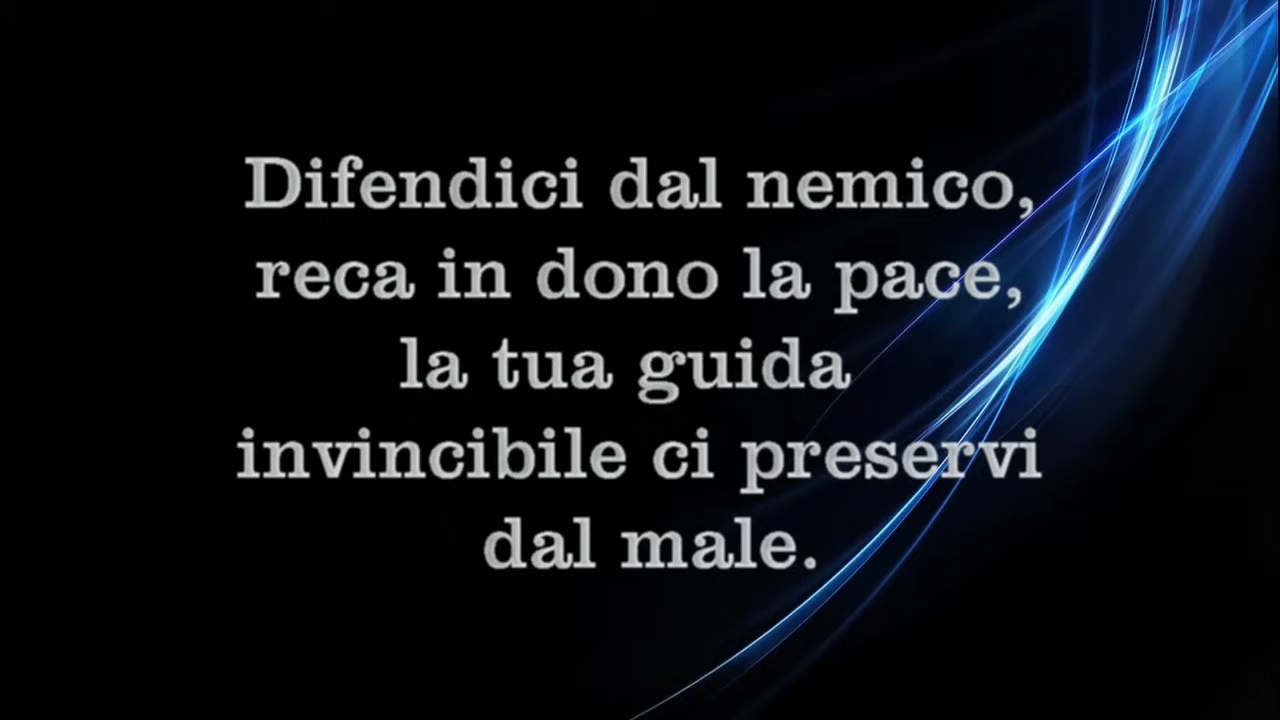 Difendici dal nemico,
reca in dono la pace,
la tua guida
invincibile ci preservi
dal male.